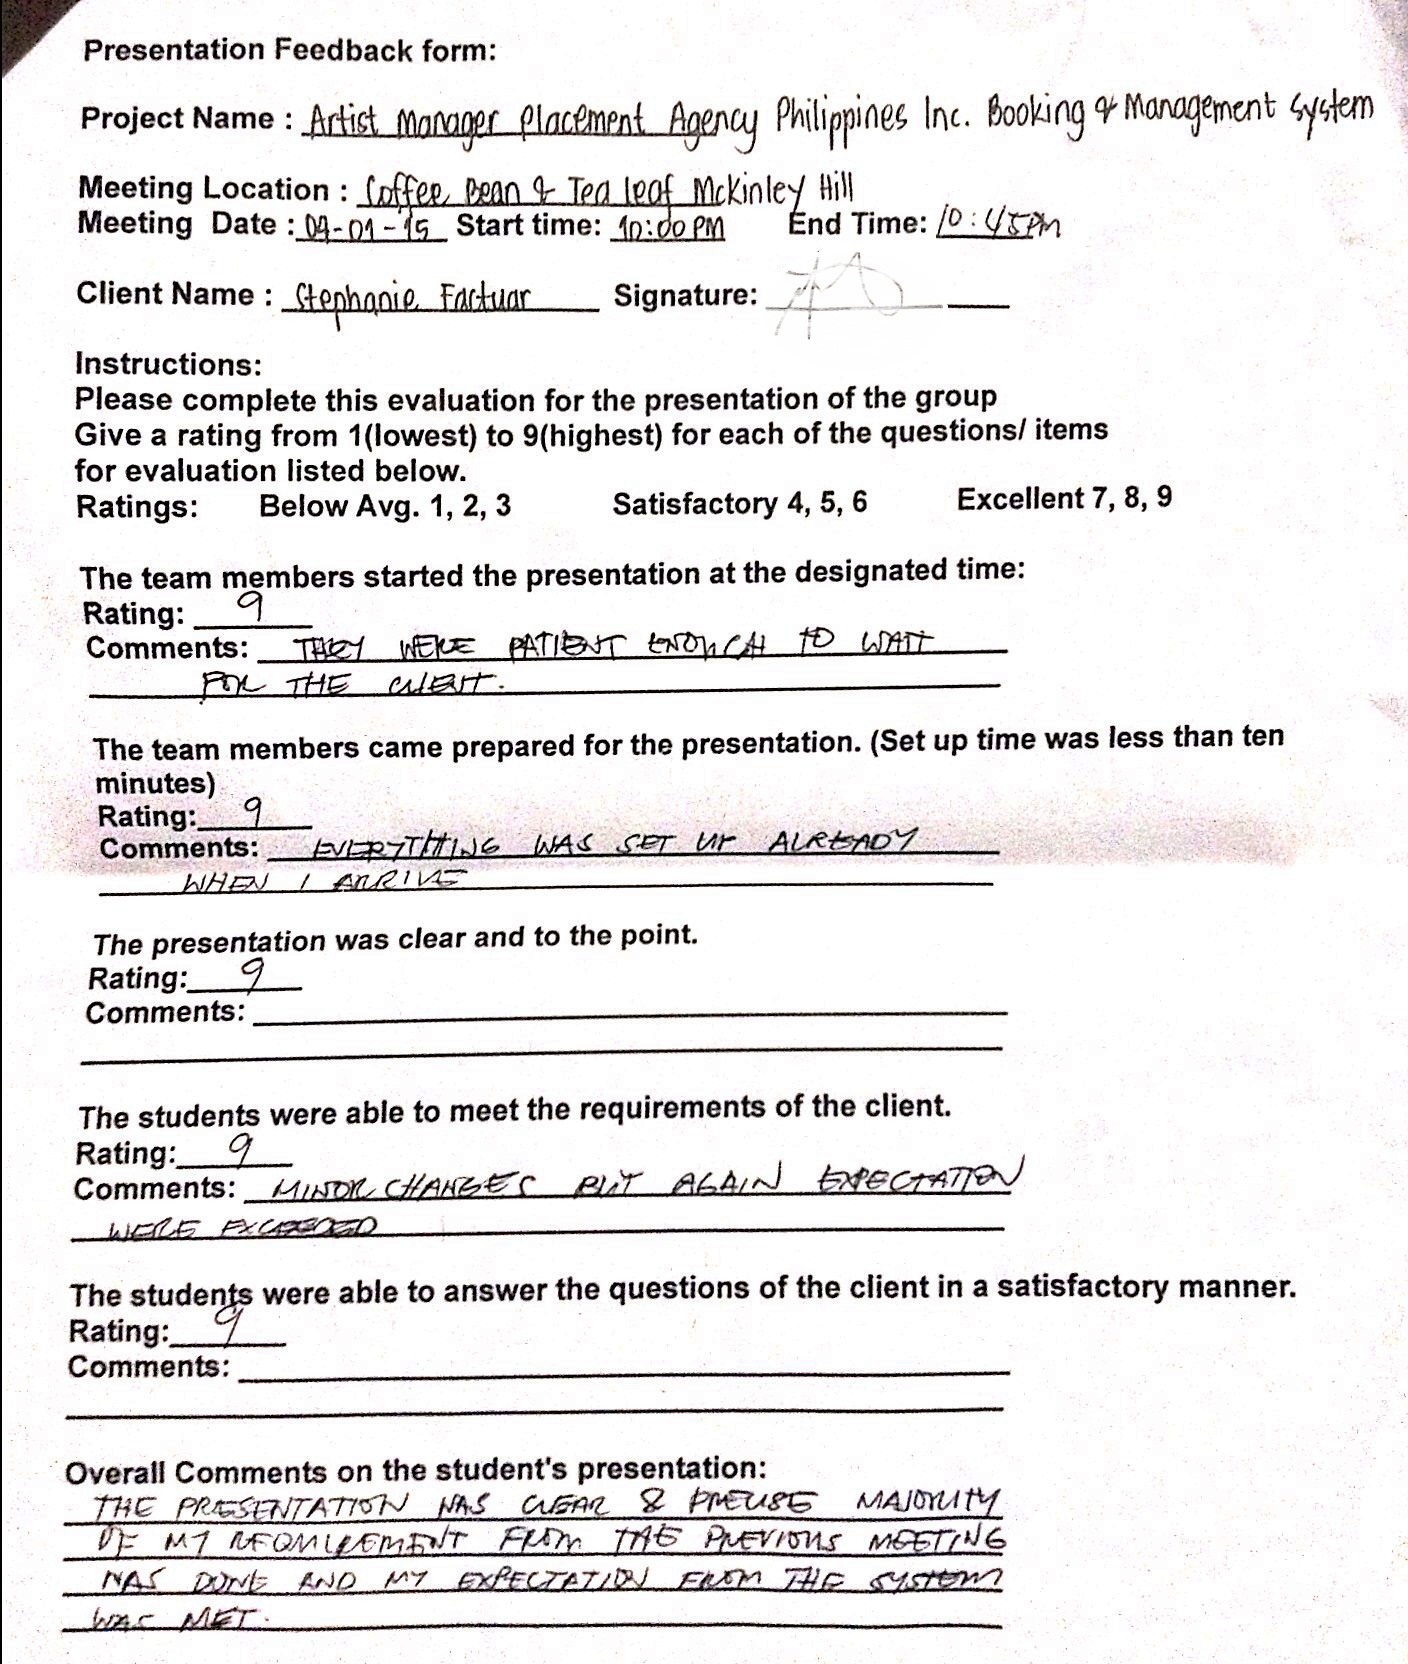 Presentation Feedback form:
Project Name : Artist Manager Placement Agency Philippines Inc. Booking & Management System
Meeting Location : Coffee Bean & Tea leaf McKinley Hill
Meeting Date : 09-01-15 Start time: 10:00 PM End Time: 10:45PM
Client Name : Stephanie Factuar Signature:
Instructions:
Please complete this evaluation for the presentation of the group
Give a rating from 1(lowest) to 9(highest) for each of the questions/ items
for evaluation listed below.
Ratings: Below Avg. 1, 2, 3 Satisfactory 4, 5, 6 Excellent 7, 8, 9
The team members started the presentation at the designated time:
Rating: 9
Comments: THEY WERE PATIENT ENOUGH TO WAIT
FOR THE CLIENT.
The team members came prepared for the presentation. (Set up time was less than ten
minutes)
Rating: 9
Comments: EVERYTHING WAS SET UP ALREADY
WHEN I ARRIVE
The presentation was clear and to the point.
Rating: 9
Comments:
The students were able to meet the requirements of the client.
Rating: 9
Comments: MINOR CHANGES BUT AGAIN EXPECTATION
WERE EXCEEDED
The students were able to answer the questions of the client in a satisfactory manner.
Rating: 9
Comments:
Overall Comments on the student's presentation:
THE PRESENTATION WAS CLEAR & PRECISE MAJORITY
OF MY REQUIREMENT FROM THE PREVIOUS MEETING
WAS DONE AND MY EXPECTATION FROM THE SYSTEM
WAS MET.